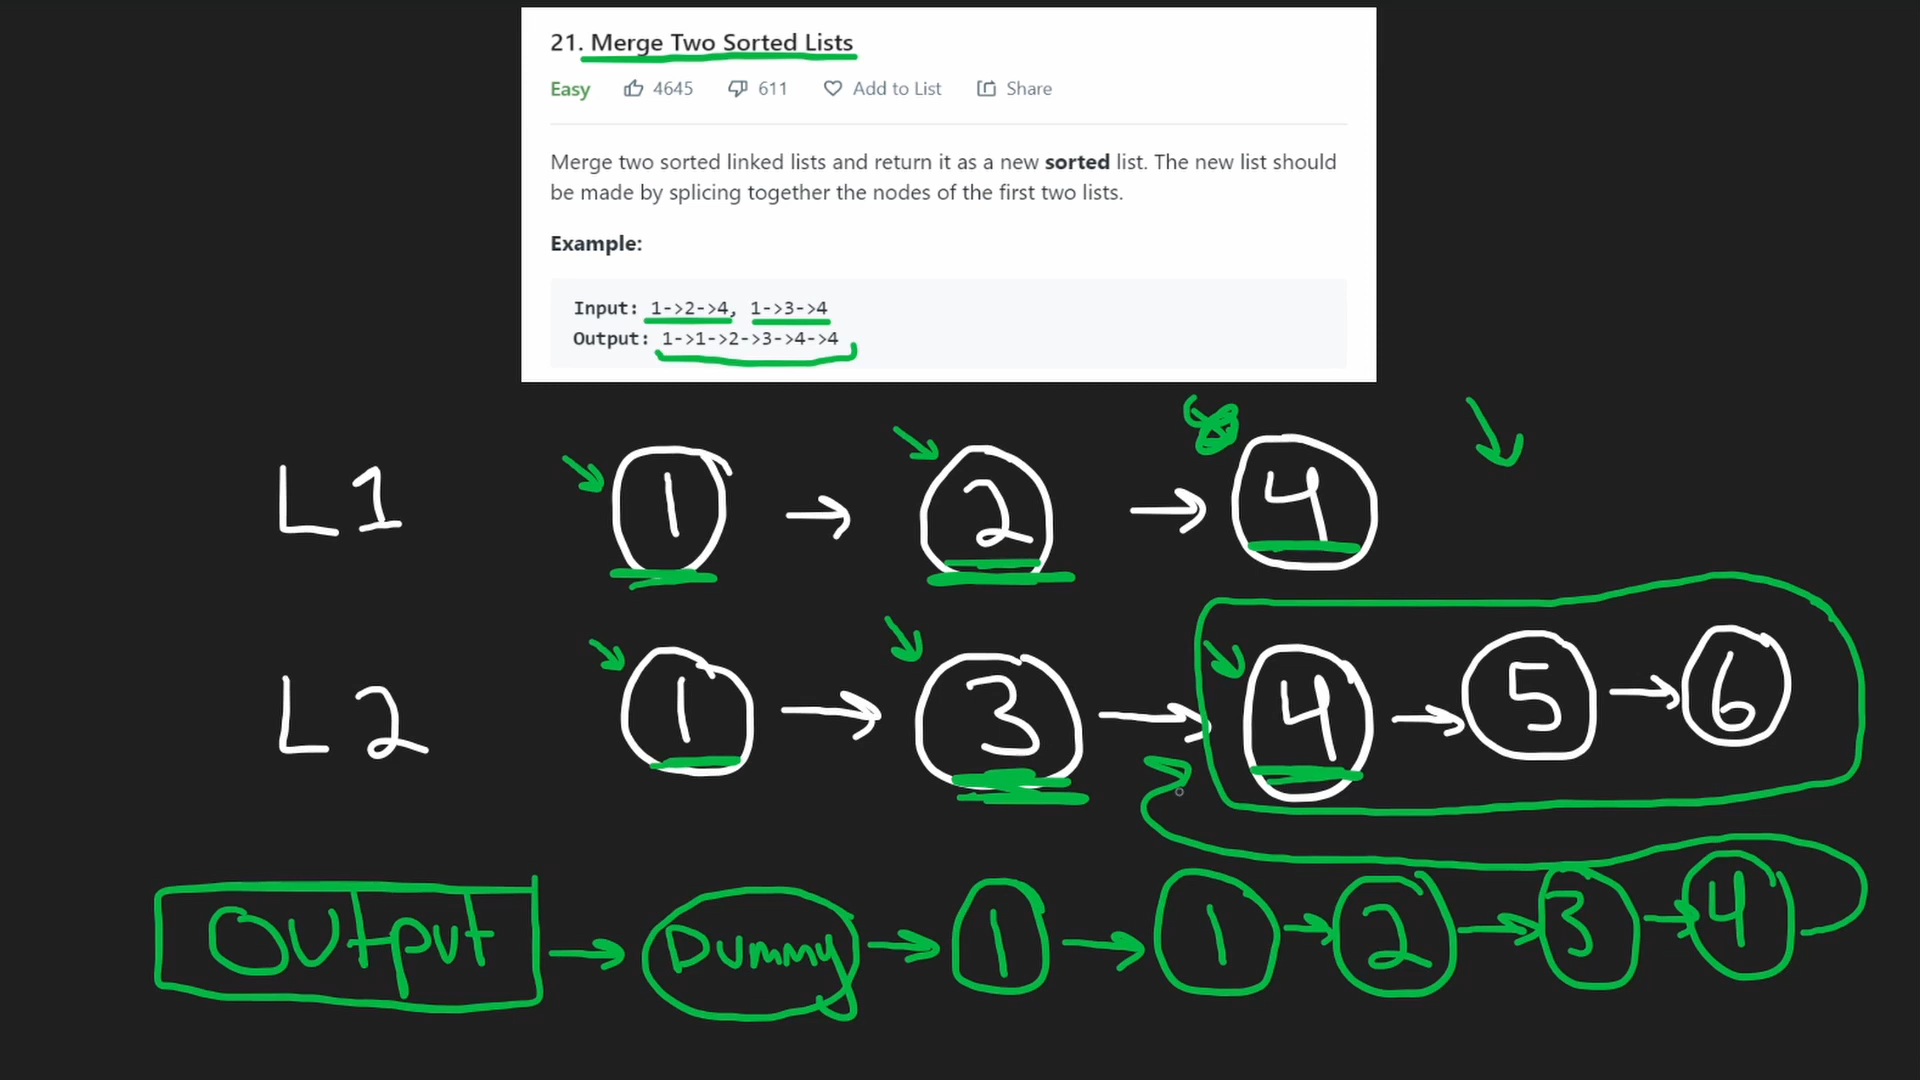 21. Merge Two Sorted Lists
Easy 4645 611 Add to List Share
Merge two sorted linked lists and return it as a new sorted list. The new list should
be made by splicing together the nodes of the first two lists.
Example:
Input: 1->2->4, 1->3->4
Output: 1->1->2->3->4->4
L1 1 → 2 → 4
L2 1 → 3 → 4 → 5 → 6
Output → Dummy → 1 → 1 → 2 → 3 → 4